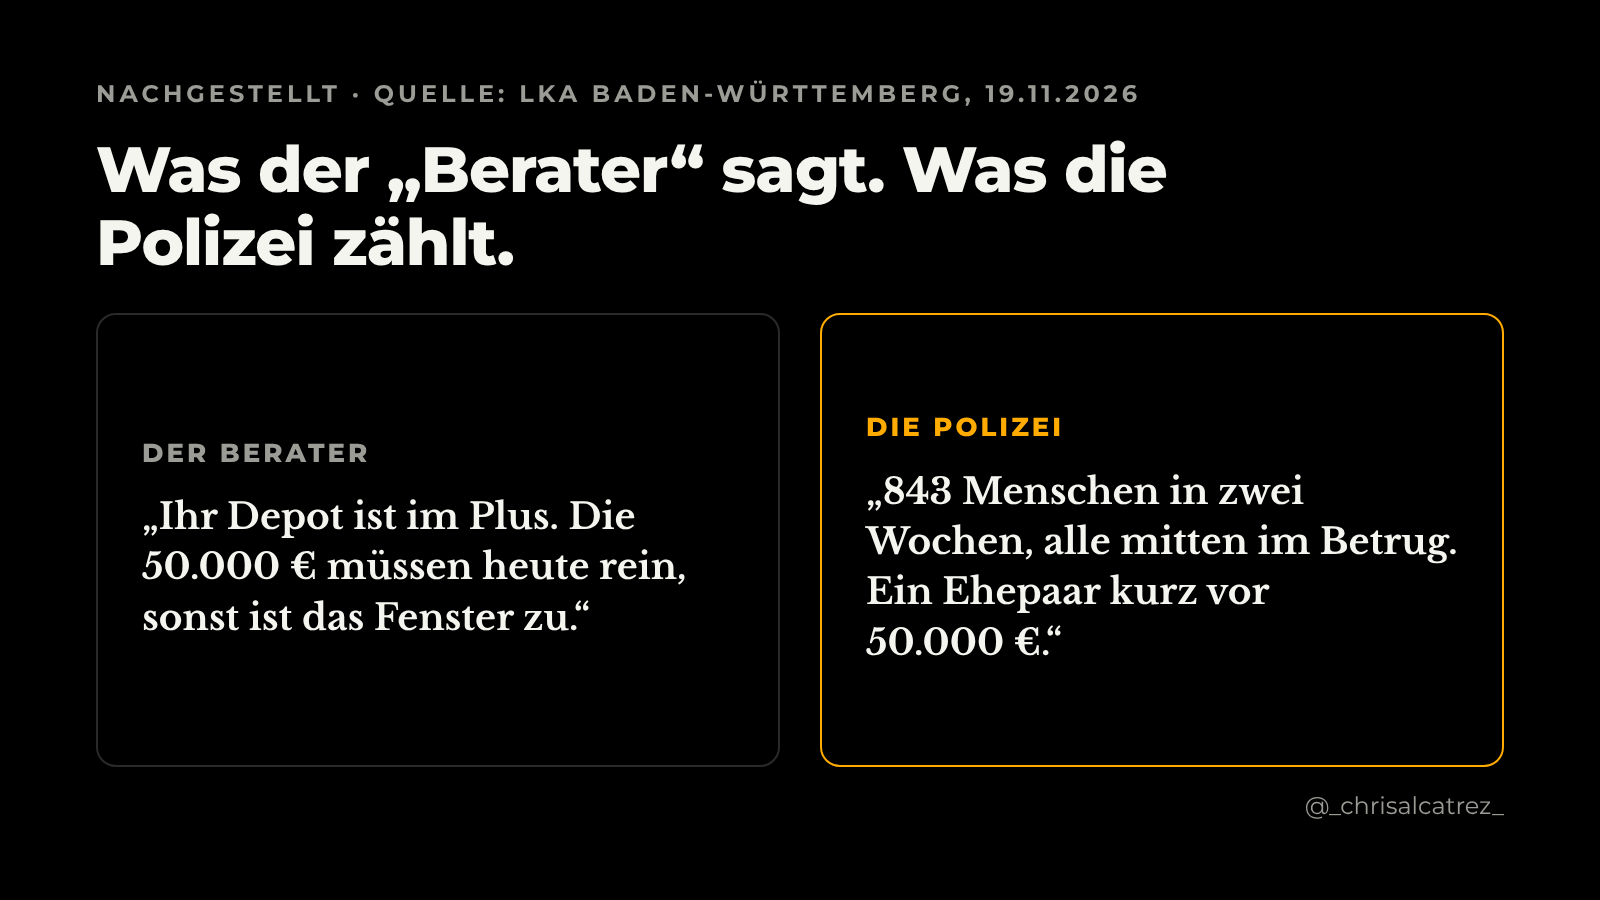 NACHGESTELLT · QUELLE: LKA BADEN-WÜRTTEMBERG, 19.11.2026
Was der „Berater“ sagt. Was die
Polizei zählt.
DER BERATER
„Ihr Depot ist im Plus. Die
50.000 € müssen heute rein,
sonst ist das Fenster zu.“
DIE POLIZEI
„843 Menschen in zwei
Wochen, alle mitten im Betrug.
Ein Ehepaar kurz vor
50.000 €.“
@_chrisalcatrez_